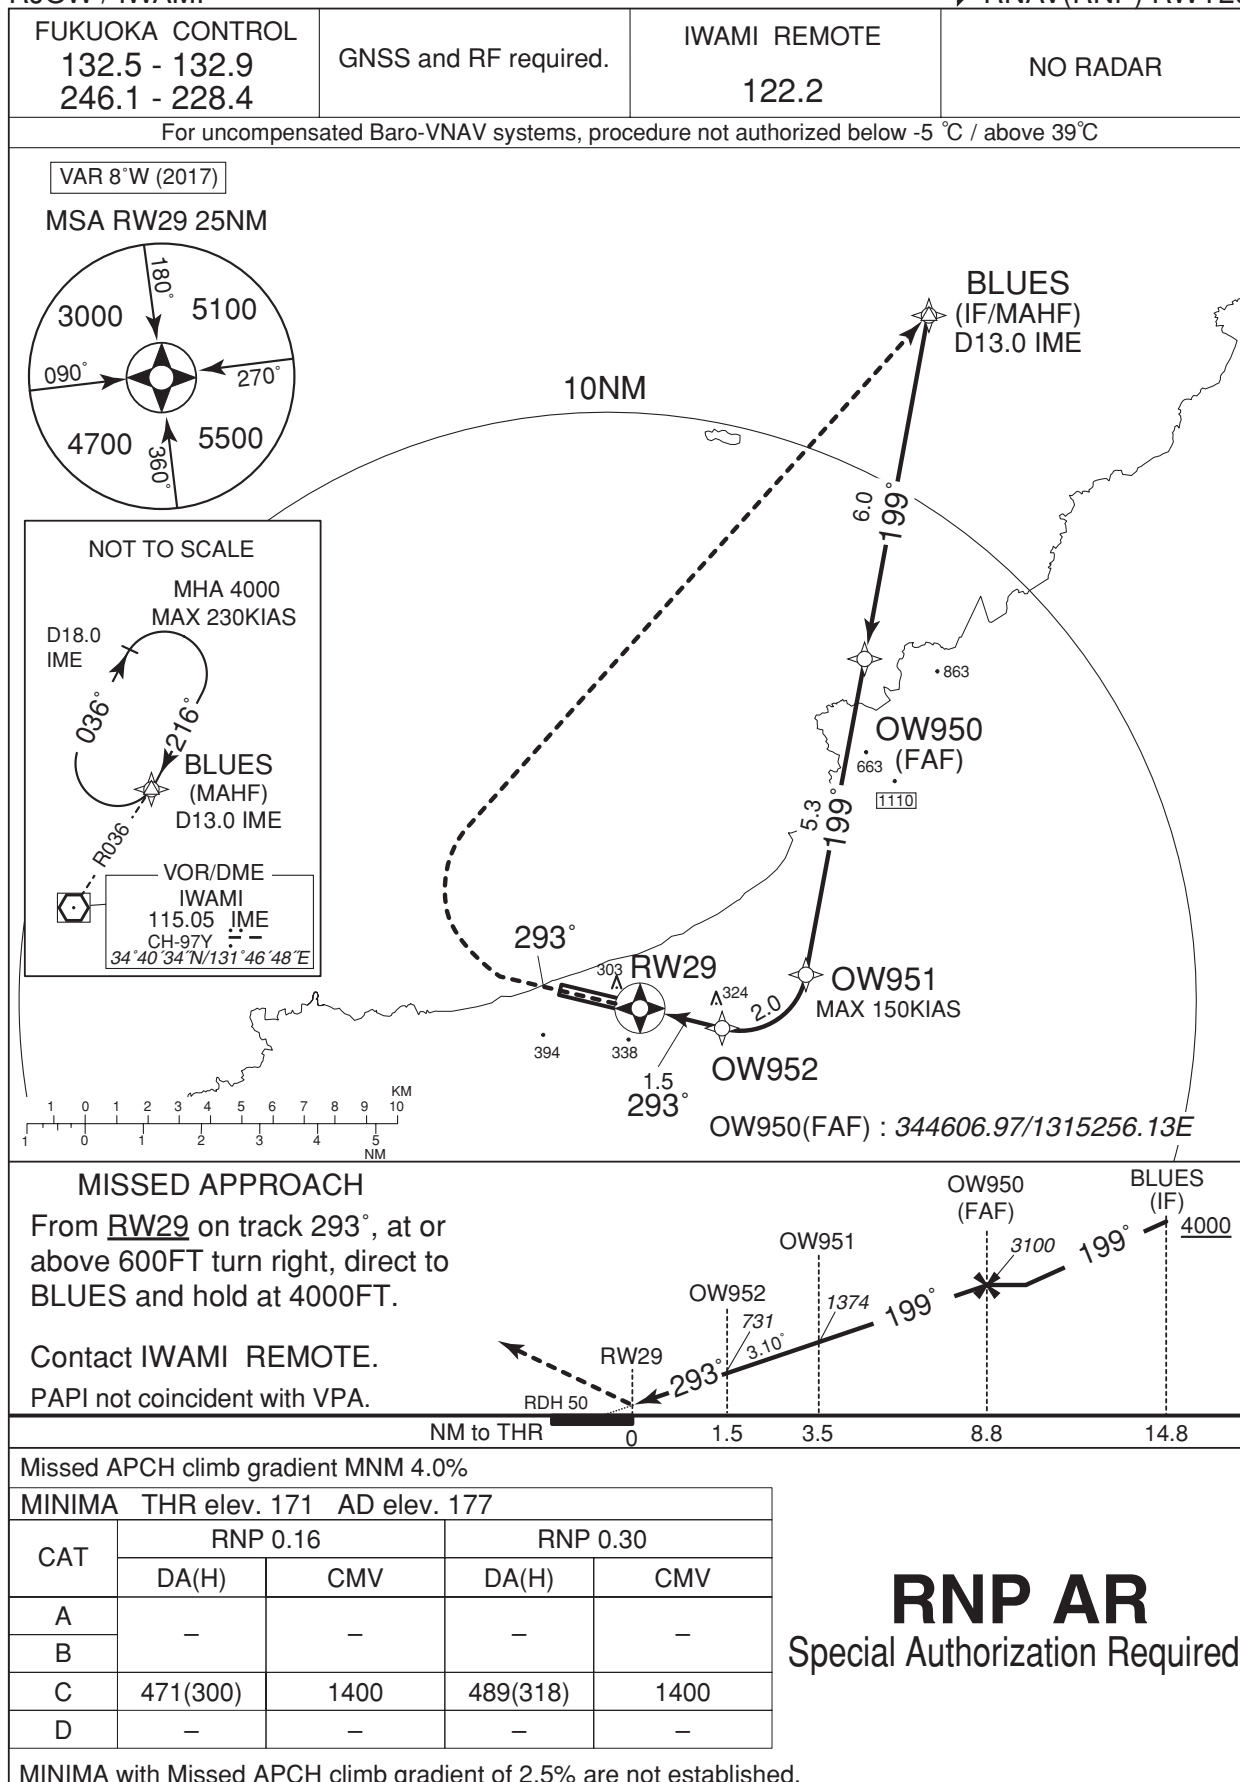 FUKUOKA CONTROL
132.5 - 132.9
246.1 - 228.4
GNSS and RF required.
IWAMI REMOTE
122.2
NO RADAR
For uncompensated Baro-VNAV systems, procedure not authorized below -5 ℃ / above 39℃
VAR 8°W (2017)
MSA RW29 25NM
180°
3000
5100
090°
270°
4700
5500
360°
BLUES
(IF/MAHF)
D13.0 IME
10NM
6.0
199°
NOT TO SCALE
MHA 4000
MAX 230KIAS
D18.0
IME
036°
216°
BLUES
(MAHF)
D13.0 IME
R036
VOR/DME
IWAMI
115.05 IME
CH-97Y
34°40′34″N/131°46′48″E
863
OW950
(FAF)
663
1110
5.3
199°
293°
303
RW29
324
2.0
OW951
MAX 150KIAS
394
338
OW952
1.5
293°
KM
1 0 1 2 3 4 5 6 7 8 9 10
1 0 1 2 3 4 5
NM
OW950(FAF) : 344606.97/1315256.13E
MISSED APPROACH
From RW29 on track 293°, at or
above 600FT turn right, direct to
BLUES and hold at 4000FT.
Contact IWAMI REMOTE.
PAPI not coincident with VPA.
BLUES
(IF)
4000
OW950
(FAF)
3100
199°
OW951
1374
199°
OW952
731
3.10°
RW29
293°
RDH 50
NM to THR
0 1.5 3.5 8.8 14.8
Missed APCH climb gradient MNM 4.0%
MINIMA THR elev. 171 AD elev. 177
CAT
RNP 0.16
RNP 0.30
DA(H) CMV DA(H) CMV
A
B
– – – –
C 471(300) 1400 489(318) 1400
D – – – –
RNP AR
Special Authorization Required
MINIMA with Missed APCH climb gradient of 2.5% are not established.